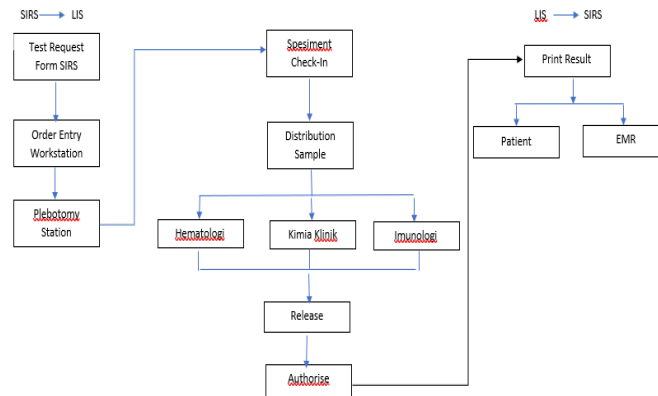 SIRS LIS
Test Request
Form SIRS
Order Entry
Workstation
Plebotomy
Station
Spesiment
Check-In
Distribution
Sample
Hematologi
Kimia Klinik
Imunologi
Release
Authorise
LIS SIRS
Print Result
Patient
EMR